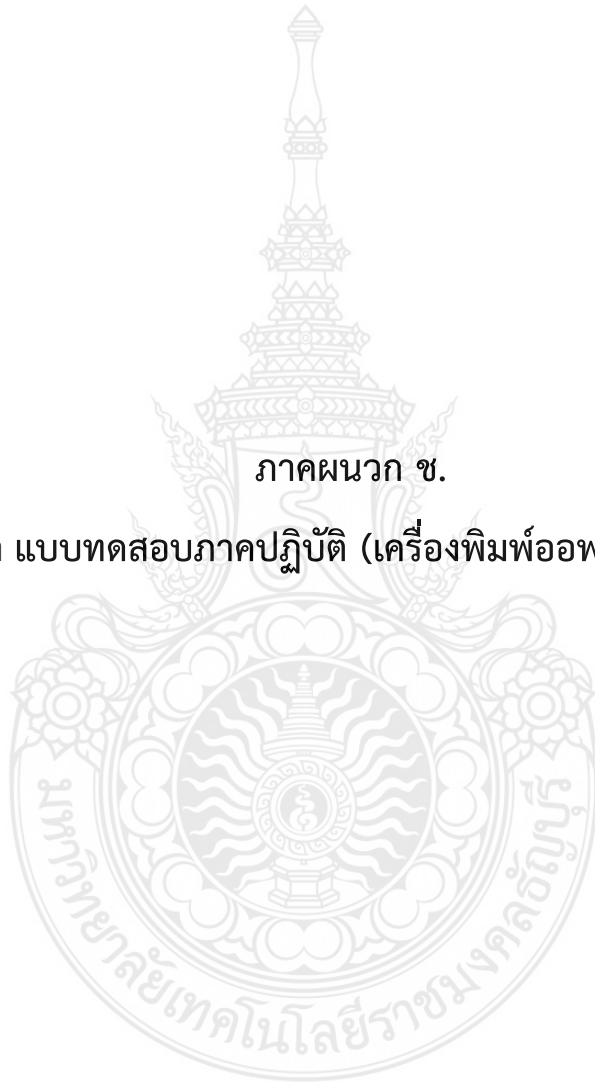 ภาคผนวก ช.
แบบทดสอบภาคปฏิบัติ (เครื่องพิมพ์ออฟ
มหาวิทยาลัยเทคโนโลยีราชมงคลธัญบุรี